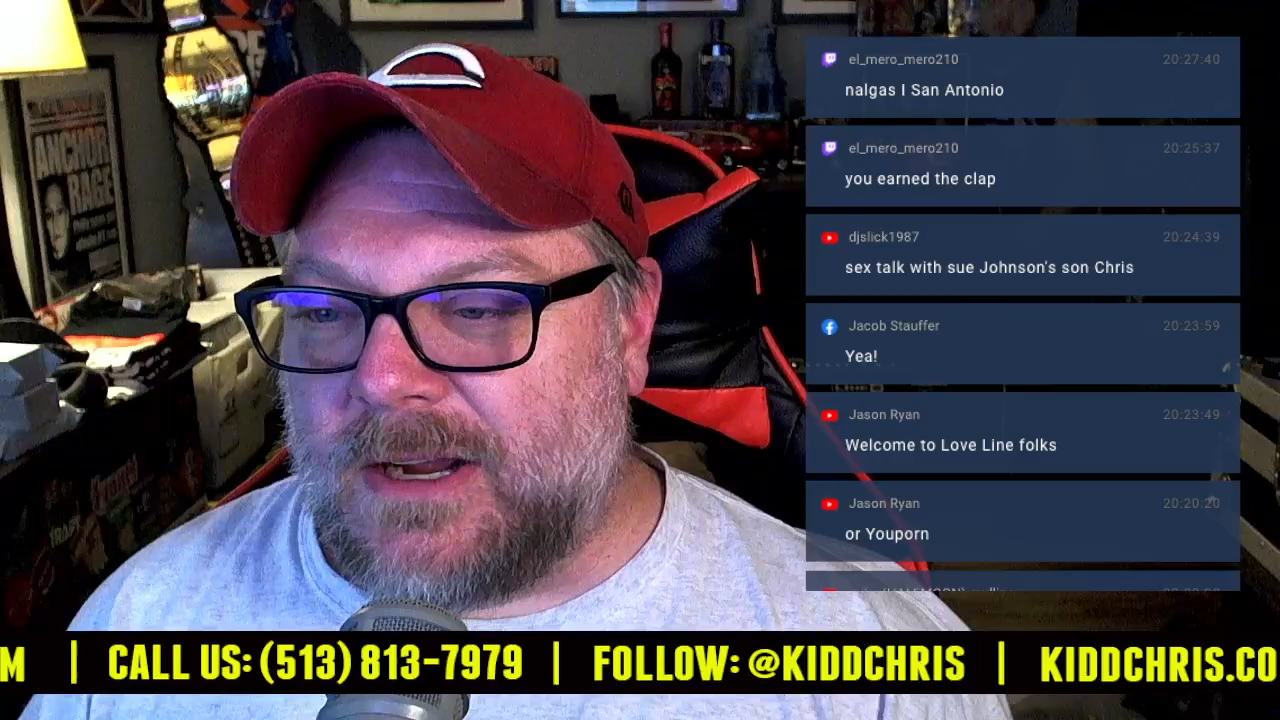 ANCHOR
RAGE
el_mero_mero210 20:27:40
nalgas I San Antonio
el_mero_mero210 20:25:37
you earned the clap
djslick1987 20:24:39
sex talk with sue Johnson's son Chris
Jacob Stauffer 20:23:59
Yea!
Jason Ryan 20:23:49
Welcome to Love Line folks
Jason Ryan 20:20:20
or Youporn
M | CALL US: (513) 813-7979 | FOLLOW: @KIDDCHRIS | KIDDCHRIS.CO